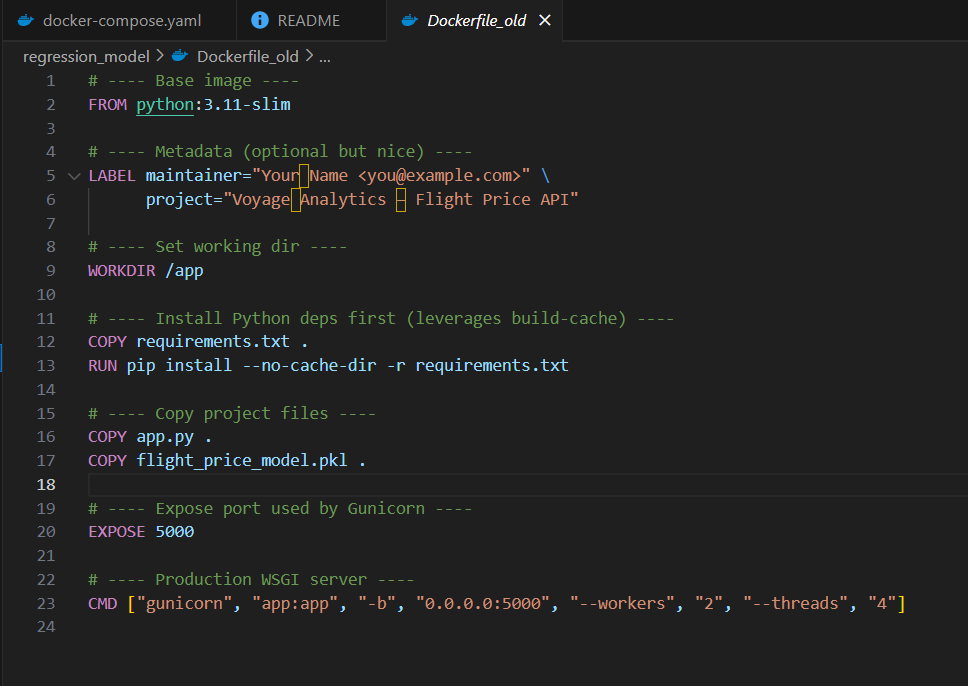 docker-compose.yaml README Dockerfile_old
regression_model > Dockerfile_old > ...
1 # ---- Base image ----
2 FROM python:3.11-slim
3
4 # ---- Metadata (optional but nice) ----
5 LABEL maintainer="Your Name <you@example.com>" \
6 project="Voyage Analytics – Flight Price API"
7
8 # ---- Set working dir ----
9 WORKDIR /app
10
11 # ---- Install Python deps first (leverages build-cache) ----
12 COPY requirements.txt .
13 RUN pip install --no-cache-dir -r requirements.txt
14
15 # ---- Copy project files ----
16 COPY app.py .
17 COPY flight_price_model.pkl .
18
19 # ---- Expose port used by Gunicorn ----
20 EXPOSE 5000
21
22 # ---- Production WSGI server ----
23 CMD ["gunicorn", "app:app", "-b", "0.0.0.0:5000", "--workers", "2", "--threads", "4"]
24